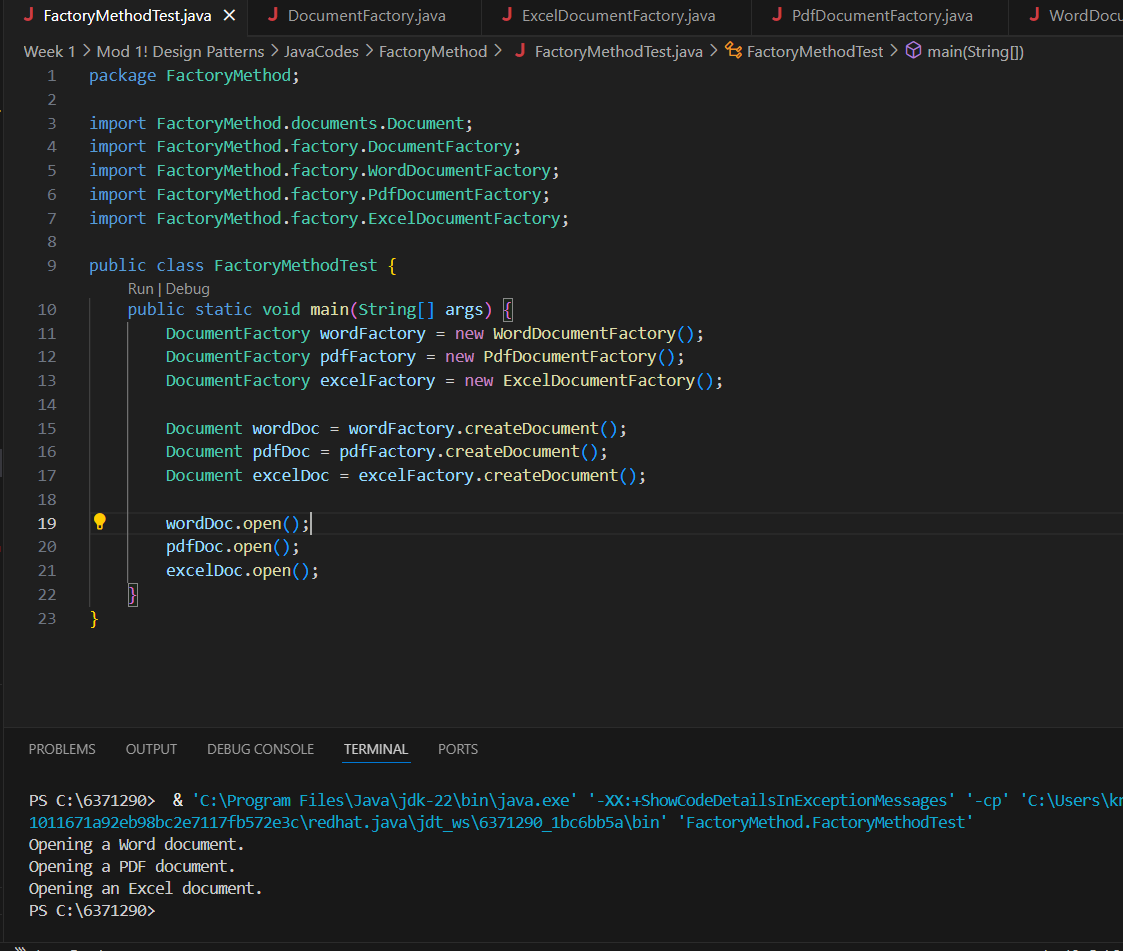 FactoryMethodTest.java DocumentFactory.java ExcelDocumentFactory.java PdfDocumentFactory.java
Week 1 > Mod 1! Design Patterns > JavaCodes > FactoryMethod > FactoryMethodTest.java > FactoryMethodTest > main(String[])
1 package FactoryMethod;
2
3 import FactoryMethod.documents.Document;
4 import FactoryMethod.factory.DocumentFactory;
5 import FactoryMethod.factory.WordDocumentFactory;
6 import FactoryMethod.factory.PdfDocumentFactory;
7 import FactoryMethod.factory.ExcelDocumentFactory;
8
9 public class FactoryMethodTest {
Run | Debug
10 public static void main(String[] args) {
11 DocumentFactory wordFactory = new WordDocumentFactory();
12 DocumentFactory pdfFactory = new PdfDocumentFactory();
13 DocumentFactory excelFactory = new ExcelDocumentFactory();
14
15 Document wordDoc = wordFactory.createDocument();
16 Document pdfDoc = pdfFactory.createDocument();
17 Document excelDoc = excelFactory.createDocument();
18
19 wordDoc.open();
20 pdfDoc.open();
21 excelDoc.open();
22 }
23 }
PROBLEMS OUTPUT DEBUG CONSOLE TERMINAL PORTS
PS C:\6371290> & 'C:\Program Files\Java\jdk-22\bin\java.exe' '-XX:+ShowCodeDetailsInExceptionMessages' '-cp' 'C:\Users\
1011671a92eb98bc2e7117fb572e3c\redhat.java\jdt_ws\6371290_1bc6bb5a\bin' 'FactoryMethod.FactoryMethodTest'
Opening a Word document.
Opening a PDF document.
Opening an Excel document.
PS C:\6371290>